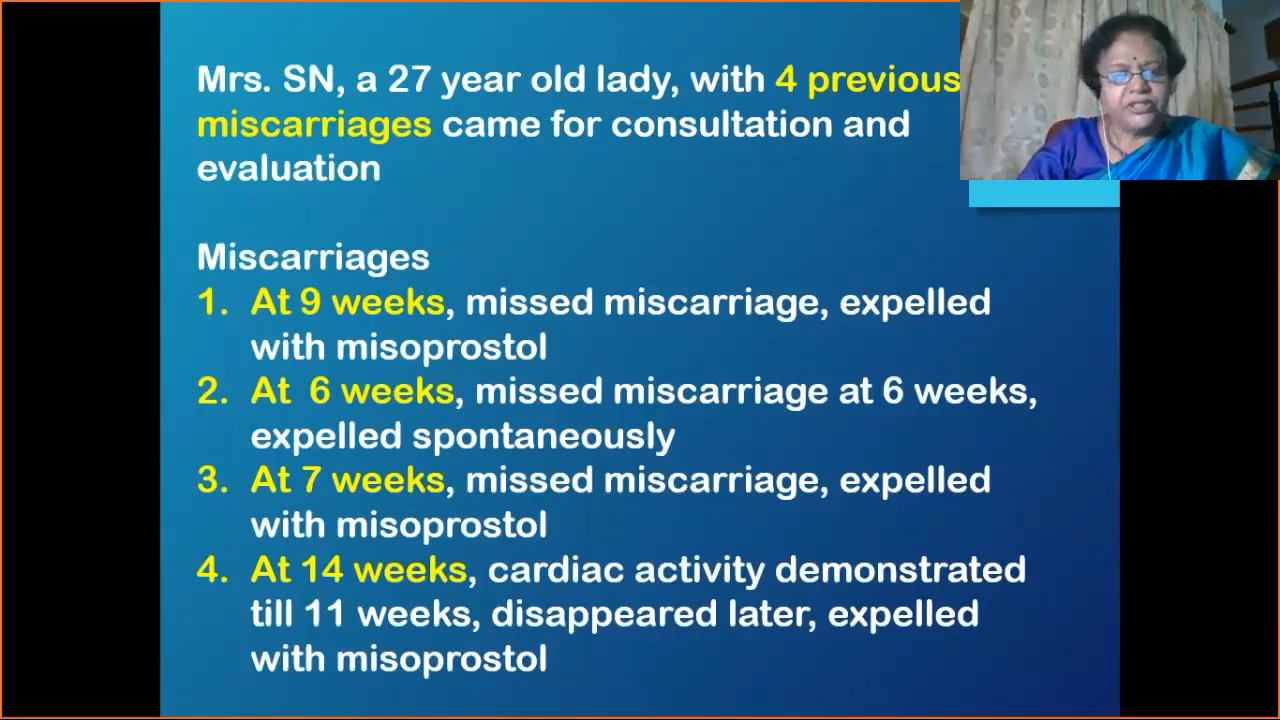 Mrs. SN, a 27 year old lady, with 4 previous
miscarriages came for consultation and
evaluation
Miscarriages
1. At 9 weeks, missed miscarriage, expelled
with misoprostol
2. At 6 weeks, missed miscarriage at 6 weeks,
expelled spontaneously
3. At 7 weeks, missed miscarriage, expelled
with misoprostol
4. At 14 weeks, cardiac activity demonstrated
till 11 weeks, disappeared later, expelled
with misoprostol